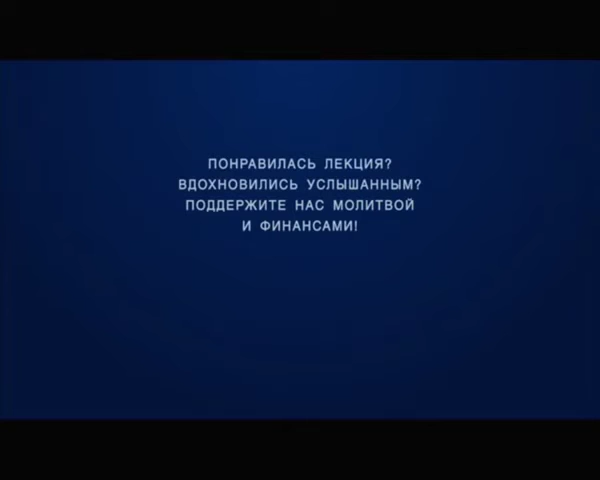 ПОНРАВИЛАСЬ ЛЕКЦИЯ?
ВДОХНОВИЛИСЬ УСЛЫШАННЫМ?
ПОДДЕРЖИТЕ НАС МОЛИТВОЙ
И ФИНАНСАМИ!